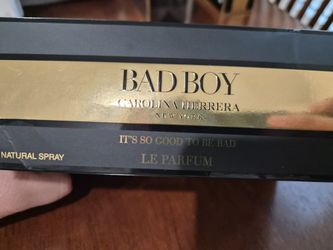 BAD BOY
CAROLINA HERRERA
NEW YORK
IT'S SO GOOD TO BE BAD
NATURAL SPRAY
LE PARFUM